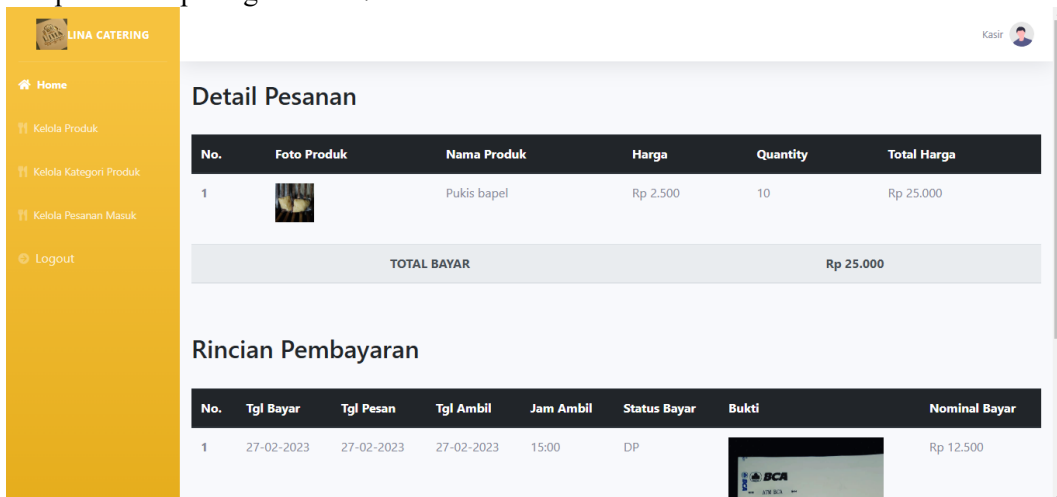 LINA CATERING
Kasir
Home
Kelola Produk
Kelola Kategori Produk
Kelola Pesanan Masuk
Logout
Detail Pesanan
No. Foto Produk Nama Produk Harga Quantity Total Harga
1 Pukis bapel Rp 2.500 10 Rp 25.000
TOTAL BAYAR Rp 25.000
Rincian Pembayaran
No. Tgl Bayar Tgl Pesan Tgl Ambil Jam Ambil Status Bayar Bukti Nominal Bayar
1 27-02-2023 27-02-2023 27-02-2023 15:00 DP Rp 12.500
BCA
ATM BCA